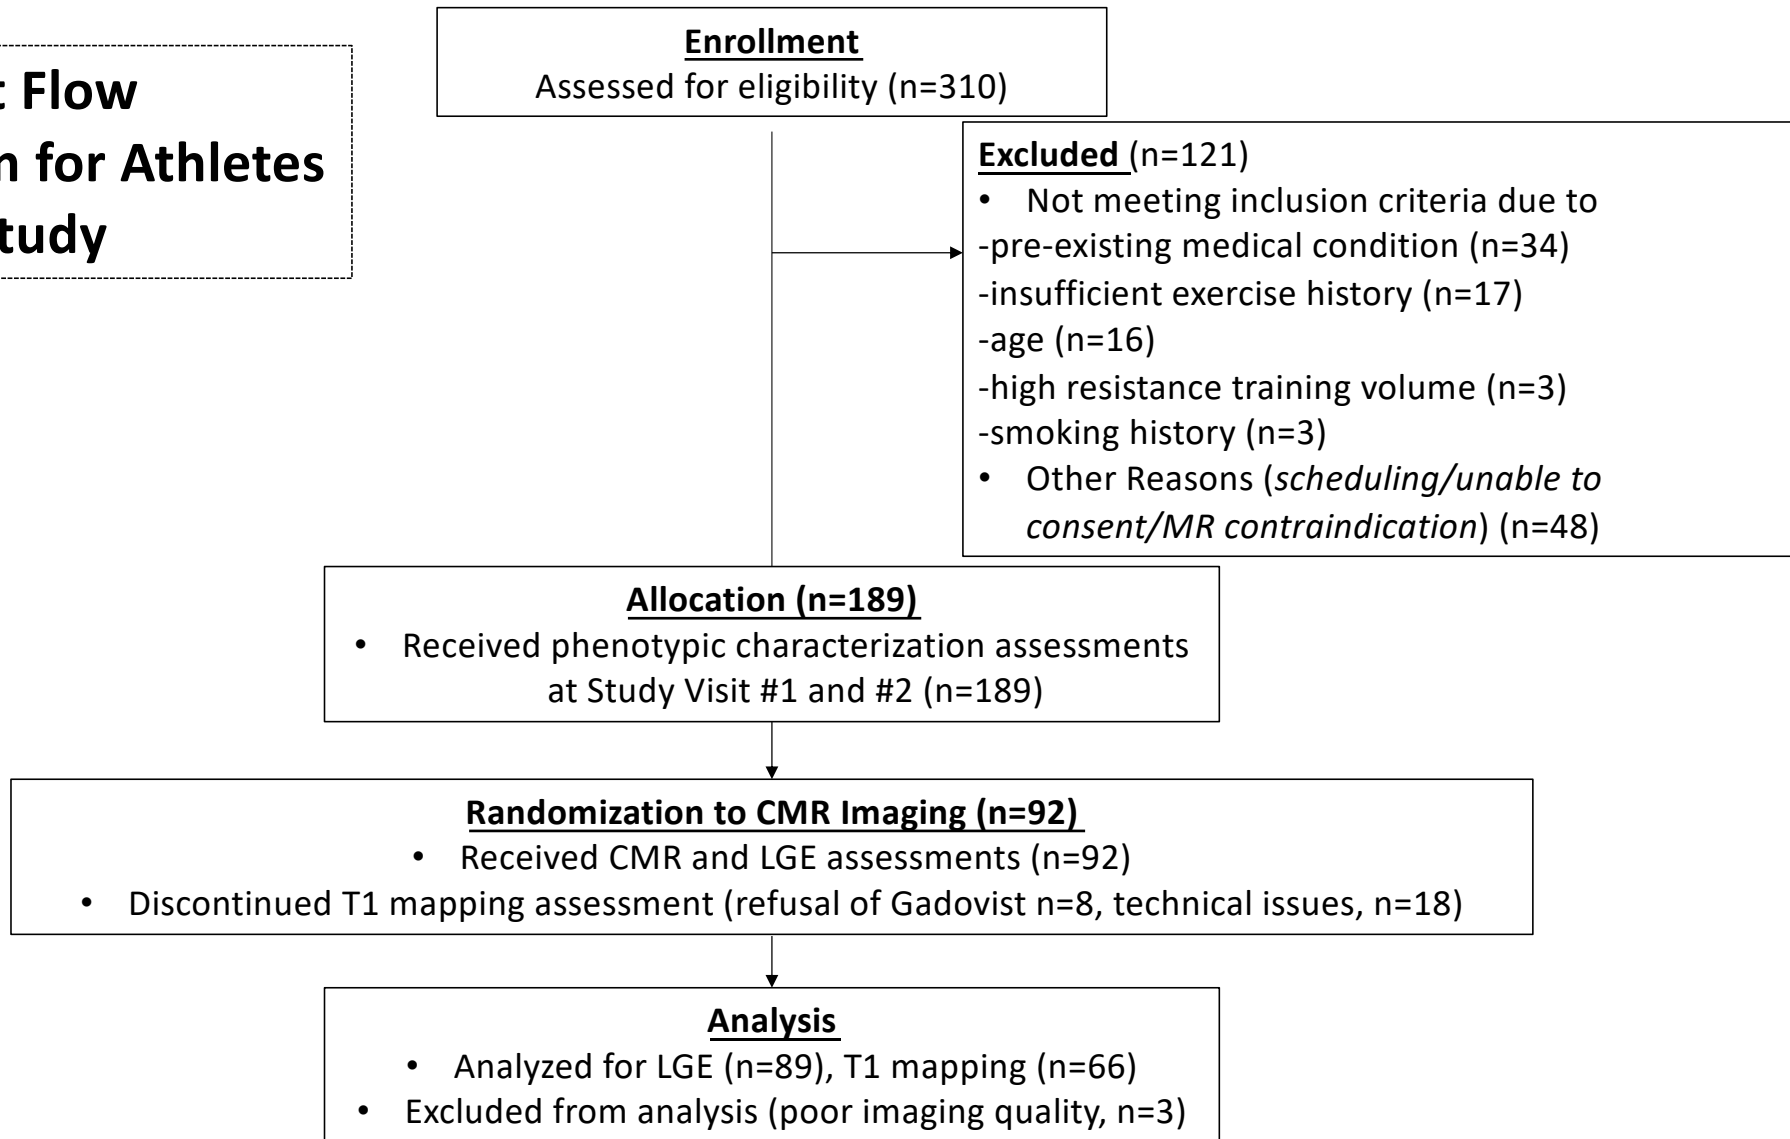 t Flow
n for Athletes
tudy
Enrollment
Assessed for eligibility (n=310)
Excluded (n=121)
• Not meeting inclusion criteria due to
-pre-existing medical condition (n=34)
-insufficient exercise history (n=17)
-age (n=16)
-high resistance training volume (n=3)
-smoking history (n=3)
• Other Reasons (scheduling/unable to
consent/MR contraindication) (n=48)
Allocation (n=189)
• Received phenotypic characterization assessments
at Study Visit #1 and #2 (n=189)
Randomization to CMR Imaging (n=92)
• Received CMR and LGE assessments (n=92)
• Discontinued T1 mapping assessment (refusal of Gadovist n=8, technical issues, n=18)
Analysis
• Analyzed for LGE (n=89), T1 mapping (n=66)
• Excluded from analysis (poor imaging quality, n=3)